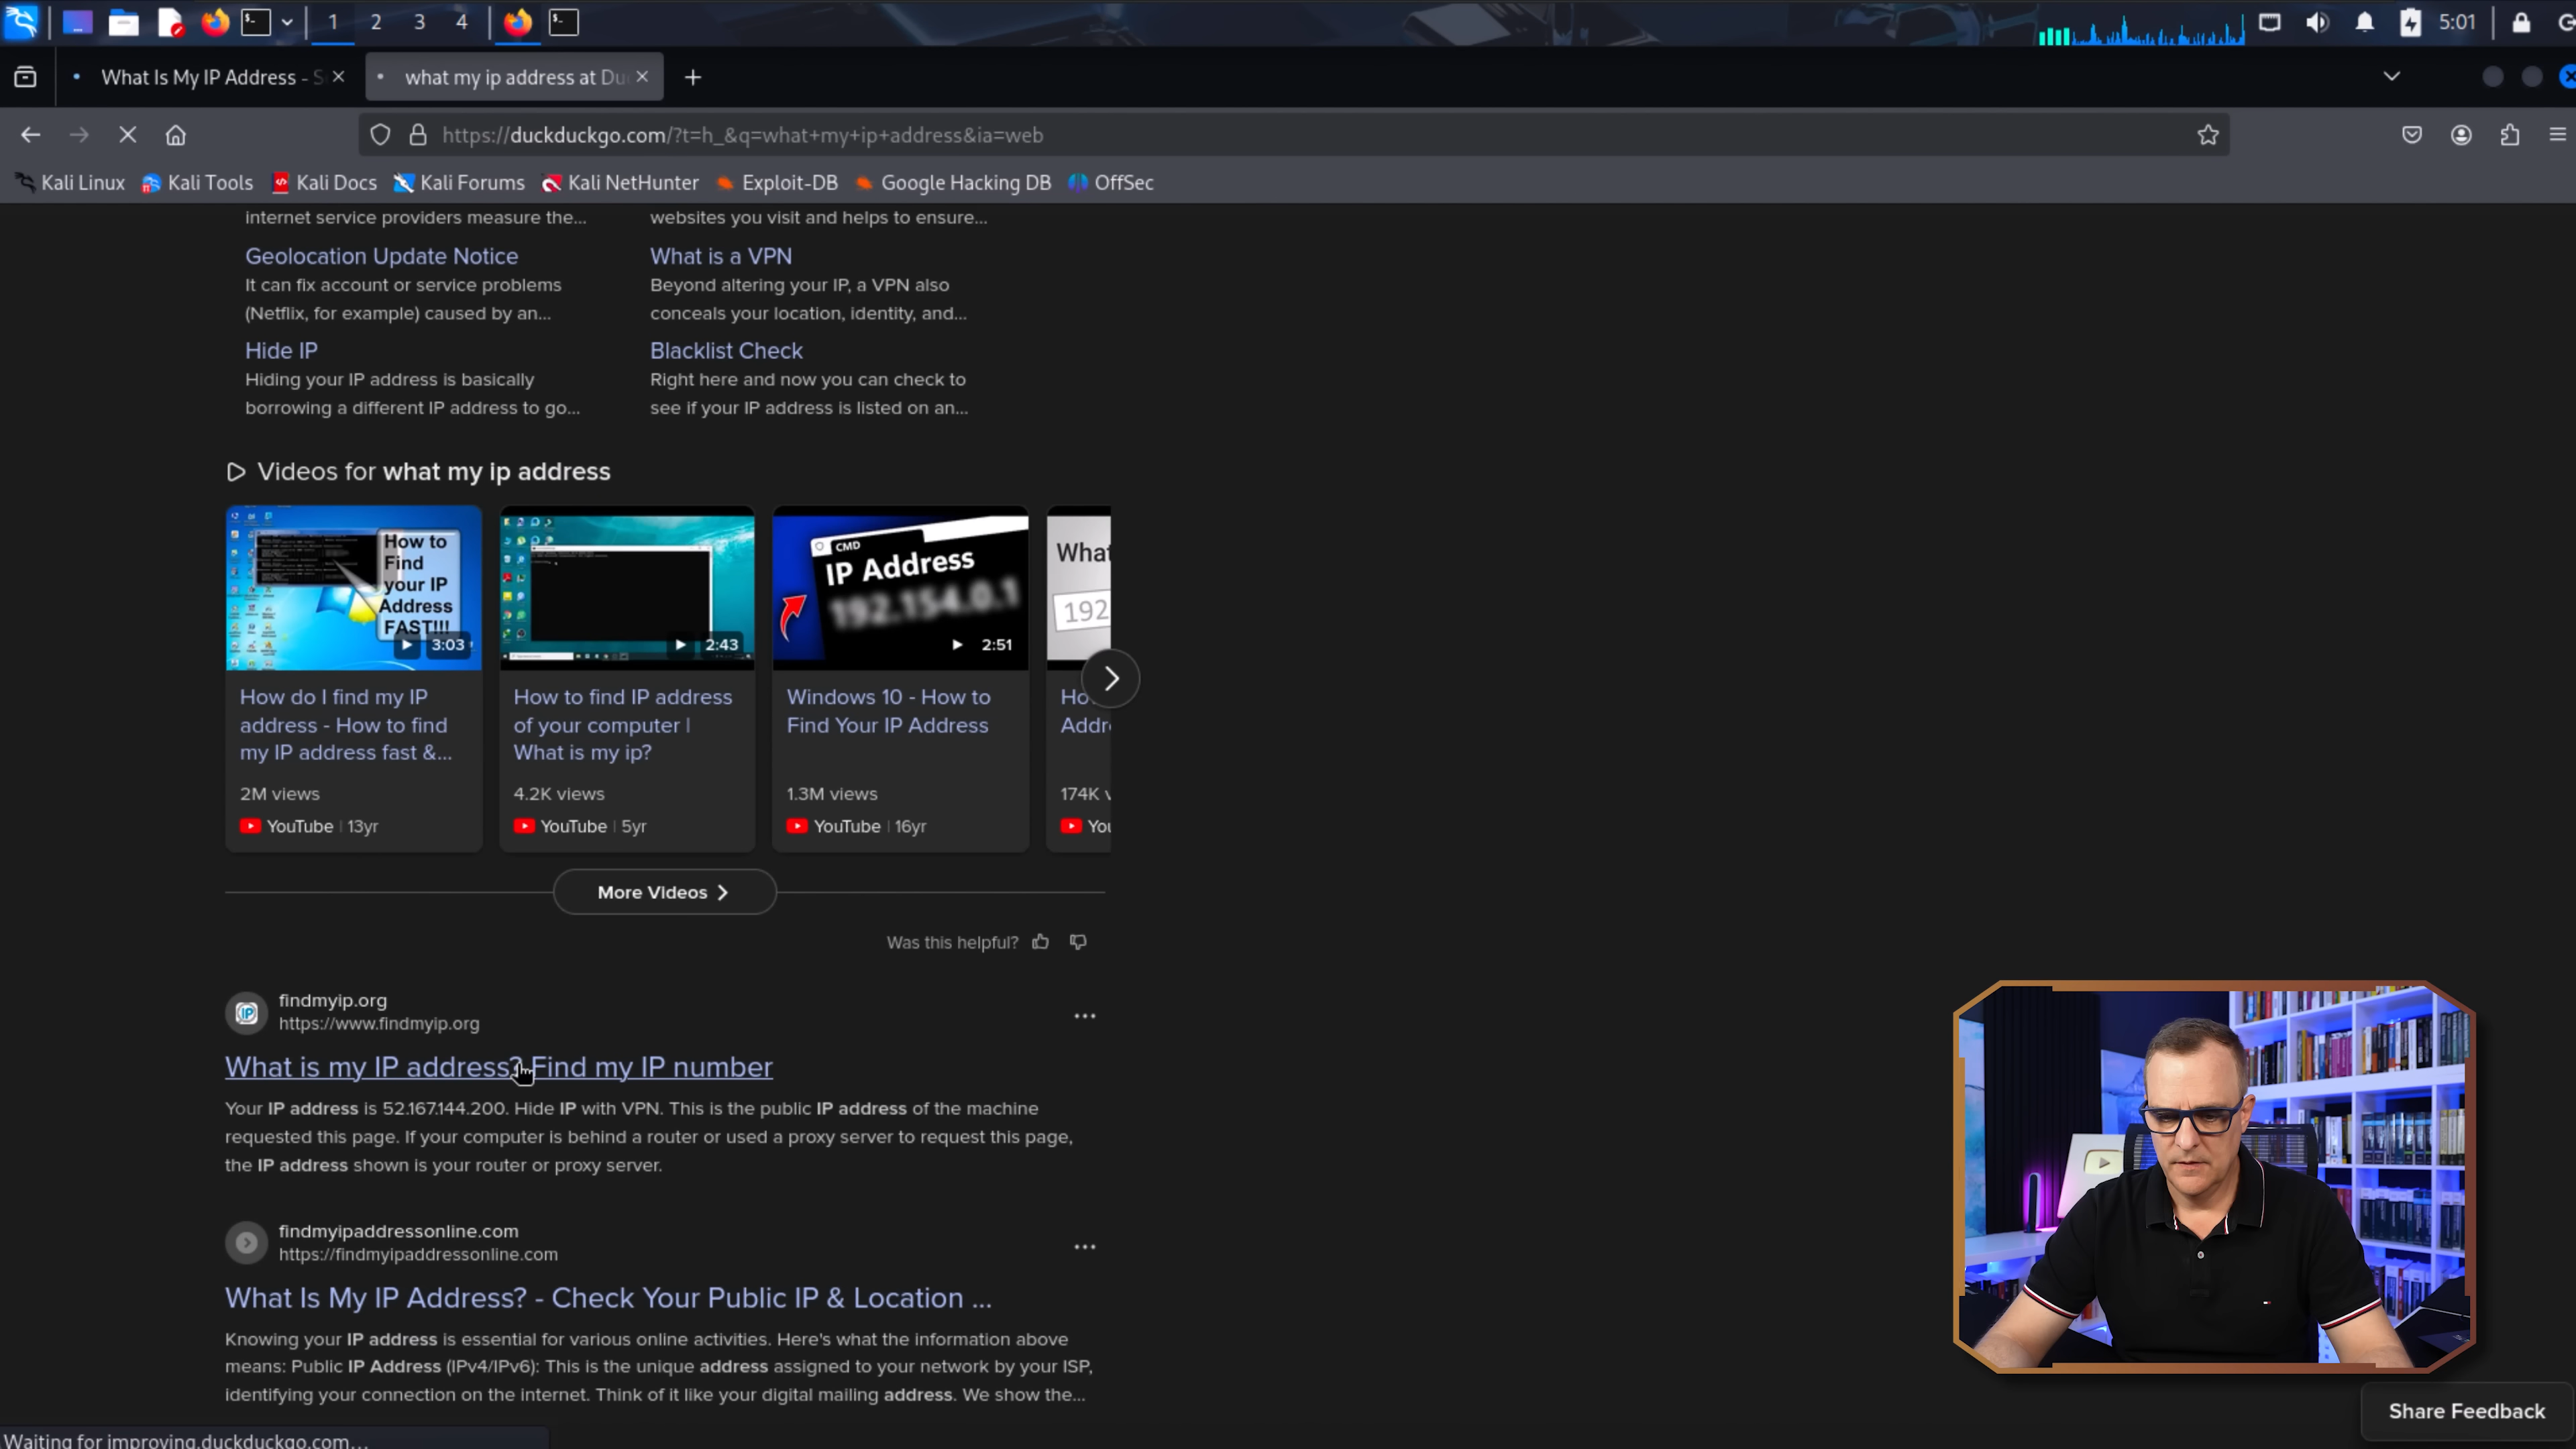 1 2 3 4 5:01
What Is My IP Address - S
what my ip address at Du
https://duckduckgo.com/?t=h_&q=what+my+ip+address&ia=web
Kali Linux Kali Tools Kali Docs Kali Forums Kali NetHunter Exploit-DB Google Hacking DB OffSec
internet service providers measure the...
websites you visit and helps to ensure...
Geolocation Update Notice
It can fix account or service problems
(Netflix, for example) caused by an...
What is a VPN
Beyond altering your IP, a VPN also
conceals your location, identity, and...
Hide IP
Hiding your IP address is basically
borrowing a different IP address to go...
Blacklist Check
Right here and now you can check to
see if your IP address is listed on an...
Videos for what my ip address
How to
Find
your IP
Address
FAST!!!
3:03
How do I find my IP
address - How to find
my IP address fast &...
2M views
YouTube | 13yr
2:43
How to find IP address
of your computer |
What is my ip?
4.2K views
YouTube | 5yr
CMD
IP Address
192.154.0.1
2:51
Windows 10 - How to
Find Your IP Address
1.3M views
YouTube | 16yr
What
192
Ho
Addr
174K v
You
More Videos
Was this helpful?
findmyip.org
https://www.findmyip.org
What is my IP address? Find my IP number
Your IP address is 52.167.144.200. Hide IP with VPN. This is the public IP address of the machine
requested this page. If your computer is behind a router or used a proxy server to request this page,
the IP address shown is your router or proxy server.
findmyipaddressonline.com
https://findmyipaddressonline.com
What Is My IP Address? - Check Your Public IP & Location ...
Knowing your IP address is essential for various online activities. Here's what the information above
means: Public IP Address (IPv4/IPv6): This is the unique address assigned to your network by your ISP,
identifying your connection on the internet. Think of it like your digital mailing address. We show the...
Share Feedback
Waiting for improving.duckduckgo.com...